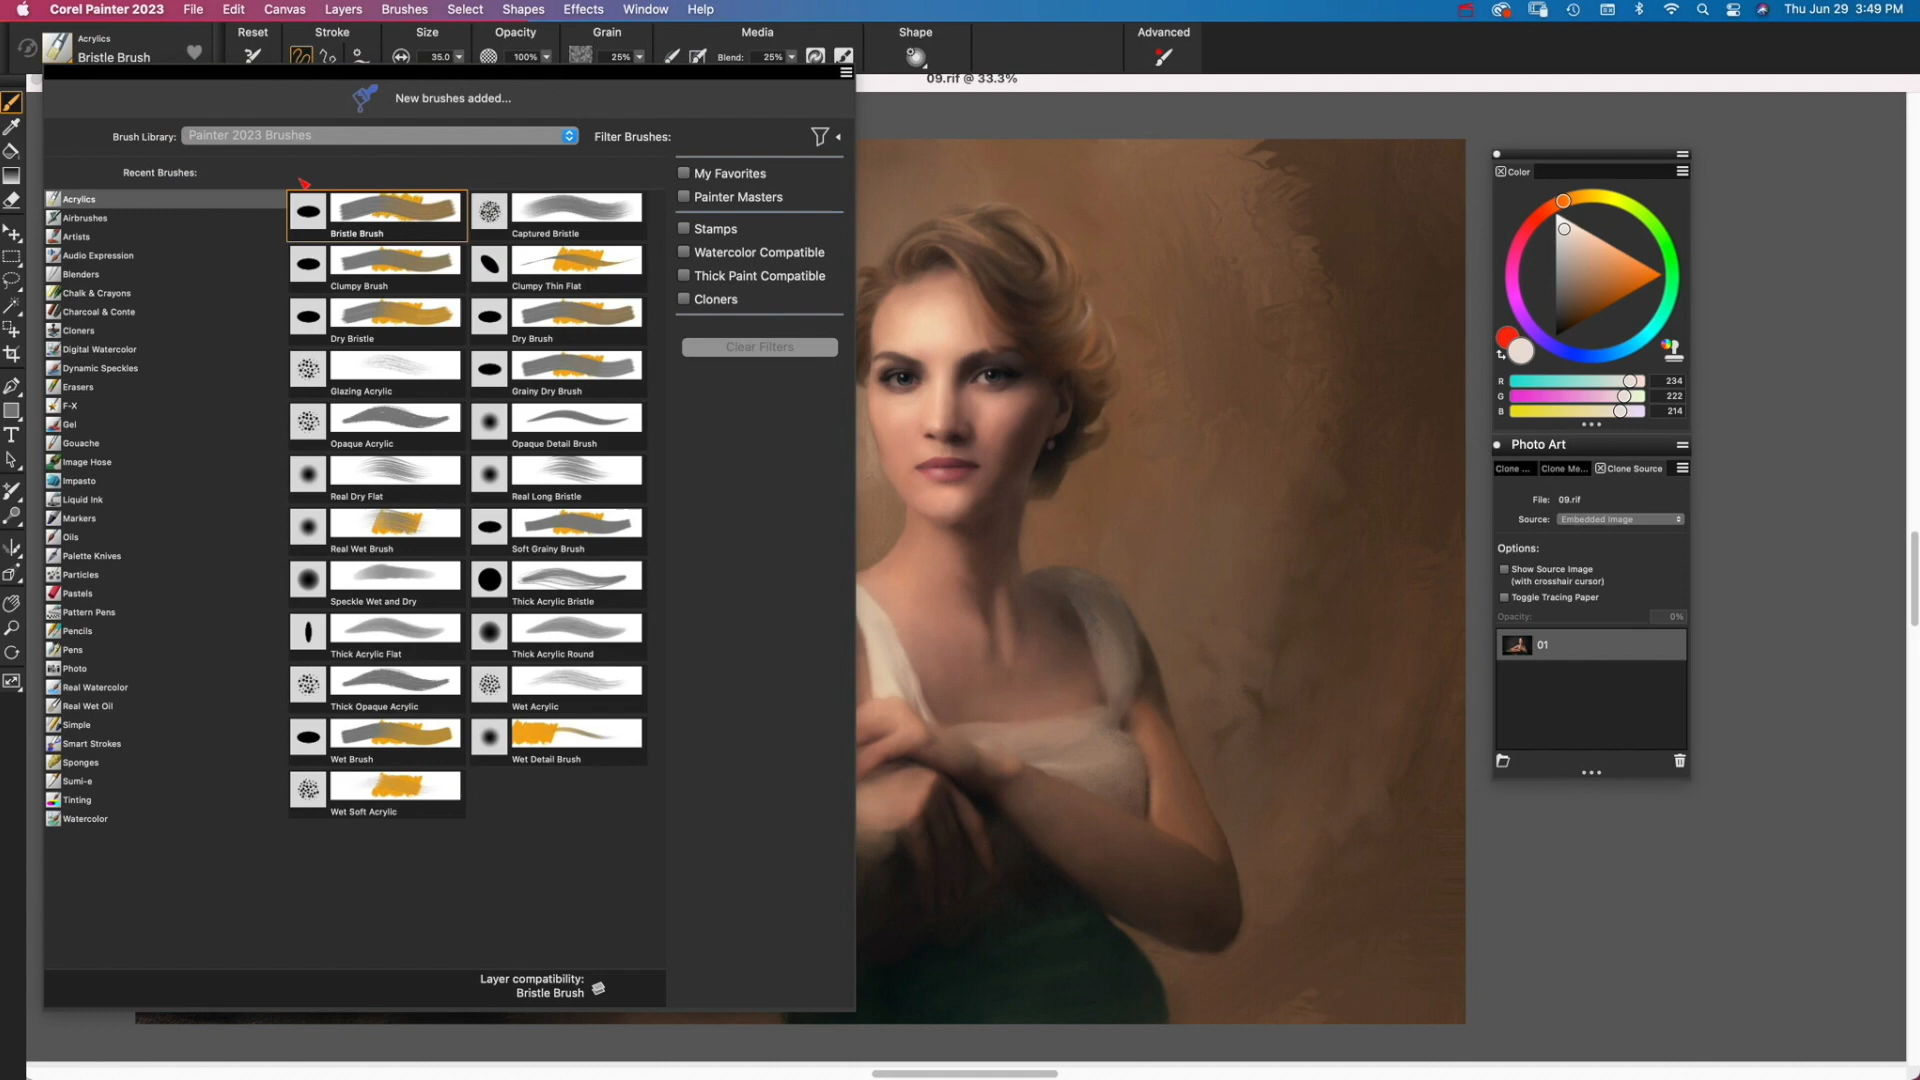 Corel Painter 2023 File Edit Canvas Layers Brushes Select Shapes Effects Window Help Thu Jun 29 3:49 PM
Acrylics
Bristle Brush
Reset Stroke Size Opacity Grain Media Shape Advanced
35.0 100% 25% Blend: 25%
09.rif @ 33.3%
New brushes added...
Brush Library: Painter 2023 Brushes
Filter Brushes:
Recent Brushes:
Acrylics
Airbrushes
Artists
Audio Expression
Blenders
Chalk & Crayons
Charcoal & Conte
Cloners
Digital Watercolor
Dynamic Speckles
Erasers
F-X
Gel
Gouache
Image Hose
Impasto
Liquid Ink
Markers
Oils
Palette Knives
Particles
Pastels
Pattern Pens
Pencils
Pens
Photo
Real Watercolor
Real Wet Oil
Simple
Smart Strokes
Sponges
Sumi-e
Tinting
Watercolor
Bristle Brush
Captured Bristle
Clumpy Brush
Clumpy Thin Flat
Dry Bristle
Dry Brush
Glazing Acrylic
Grainy Dry Brush
Opaque Acrylic
Opaque Detail Brush
Real Dry Flat
Real Long Bristle
Real Wet Brush
Soft Grainy Brush
Speckle Wet and Dry
Thick Acrylic Bristle
Thick Acrylic Flat
Thick Acrylic Round
Thick Opaque Acrylic
Wet Acrylic
Wet Brush
Wet Detail Brush
Wet Soft Acrylic
My Favorites
Painter Masters
Stamps
Watercolor Compatible
Thick Paint Compatible
Cloners
Clear Filters
Layer compatibility:
Bristle Brush
Color
R 234
G 222
B 214
Photo Art
Clone ... Clone Me... Clone Source
File: 09.rif
Source: Embedded Image
Options:
Show Source Image
(with crosshair cursor)
Toggle Tracing Paper
Opacity: 0%
01